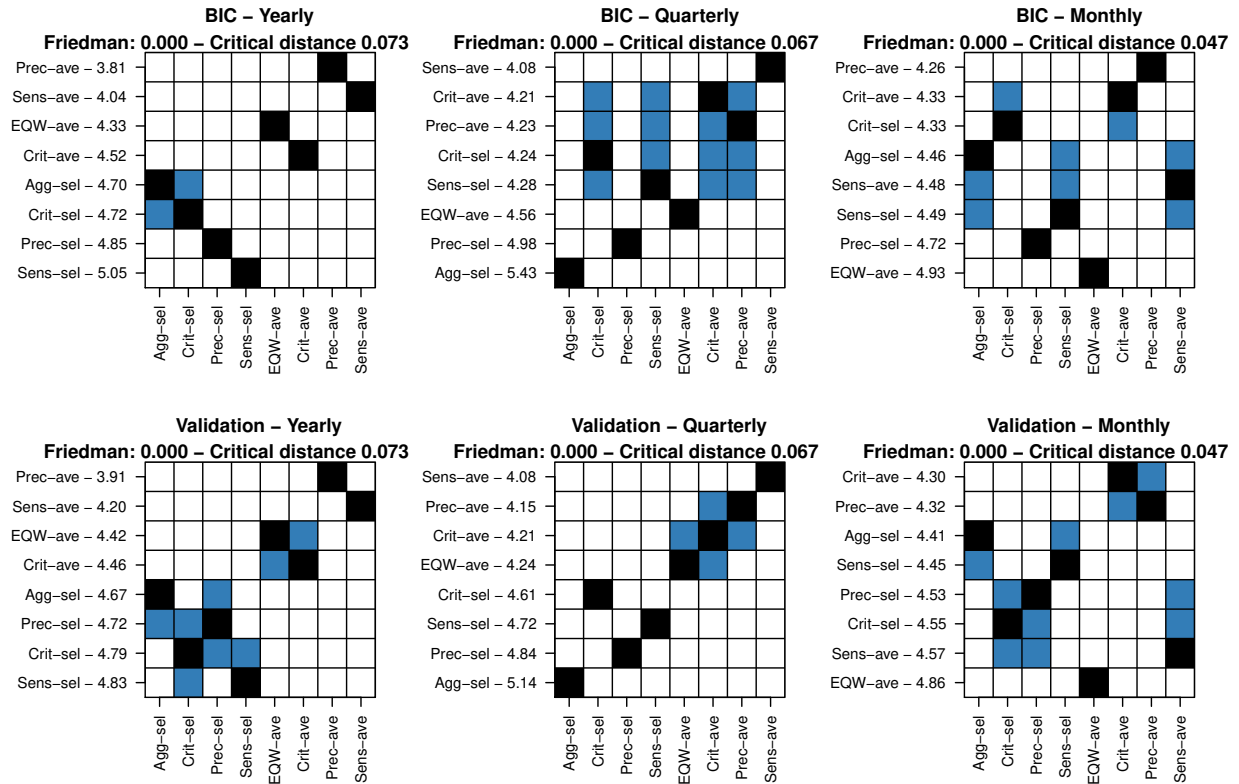 BIC − Yearly
Friedman: 0.000 − Critical distance 0.073
Prec−ave − 3.81
Sens−ave − 4.04
EQW−ave − 4.33
Crit−ave − 4.52
Agg−sel − 4.70
Crit−sel − 4.72
Prec−sel − 4.85
Sens−sel − 5.05
Agg−sel
Crit−sel
Prec−sel
Sens−sel
EQW−ave
Crit−ave
Prec−ave
Sens−ave
BIC − Quarterly
Friedman: 0.000 − Critical distance 0.067
Sens−ave − 4.08
Crit−ave − 4.21
Prec−ave − 4.23
Crit−sel − 4.24
Sens−sel − 4.28
EQW−ave − 4.56
Prec−sel − 4.98
Agg−sel − 5.43
Agg−sel
Crit−sel
Prec−sel
Sens−sel
EQW−ave
Crit−ave
Prec−ave
Sens−ave
BIC − Monthly
Friedman: 0.000 − Critical distance 0.047
Prec−ave − 4.26
Crit−ave − 4.33
Crit−sel − 4.33
Agg−sel − 4.46
Sens−ave − 4.48
Sens−sel − 4.49
Prec−sel − 4.72
EQW−ave − 4.93
Agg−sel
Crit−sel
Prec−sel
Sens−sel
EQW−ave
Crit−ave
Prec−ave
Sens−ave
Validation − Yearly
Friedman: 0.000 − Critical distance 0.073
Prec−ave − 3.91
Sens−ave − 4.20
EQW−ave − 4.42
Crit−ave − 4.46
Agg−sel − 4.67
Prec−sel − 4.72
Crit−sel − 4.79
Sens−sel − 4.83
Agg−sel
Crit−sel
Prec−sel
Sens−sel
EQW−ave
Crit−ave
Prec−ave
Sens−ave
Validation − Quarterly
Friedman: 0.000 − Critical distance 0.067
Sens−ave − 4.08
Prec−ave − 4.15
Crit−ave − 4.21
EQW−ave − 4.24
Crit−sel − 4.61
Sens−sel − 4.72
Prec−sel − 4.84
Agg−sel − 5.14
Agg−sel
Crit−sel
Prec−sel
Sens−sel
EQW−ave
Crit−ave
Prec−ave
Sens−ave
Validation − Monthly
Friedman: 0.000 − Critical distance 0.047
Crit−ave − 4.30
Prec−ave − 4.32
Agg−sel − 4.41
Sens−sel − 4.45
Prec−sel − 4.53
Crit−sel − 4.55
Sens−ave − 4.57
EQW−ave − 4.86
Agg−sel
Crit−sel
Prec−sel
Sens−sel
EQW−ave
Crit−ave
Prec−ave
Sens−ave